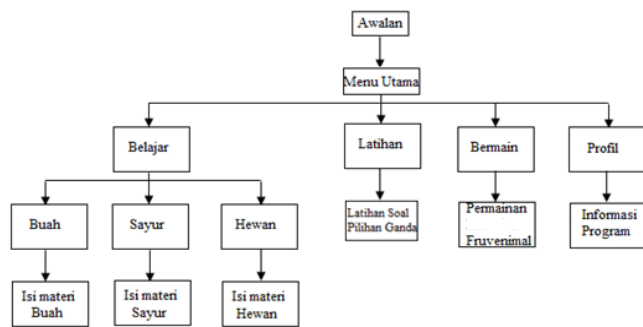 Awalan
Menu Utama
Belajar
Latihan
Bermain
Profil
Buah
Sayur
Hewan
Latihan Soal
Pilihan Ganda
Permainan
Fruvenimal
Informasi
Program
Isi materi
Buah
Isi materi
Sayur
Isi materi
Hewan